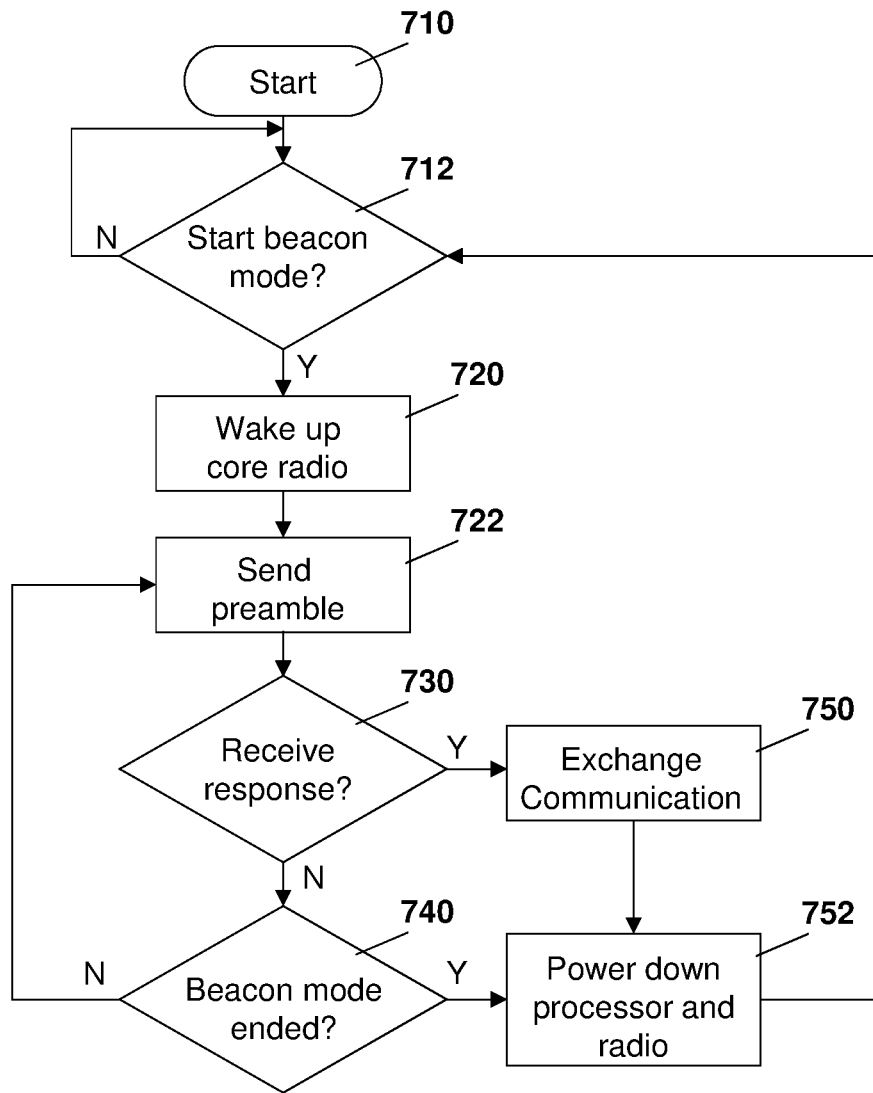 710
Start
712
N
Start beacon
mode?
Y
720
Wake up
core radio
722
Send
preamble
730
Receive
response?
Y
750
Exchange
Communication
N
740
N
Beacon mode
ended?
Y
752
Power down
processor and
radio